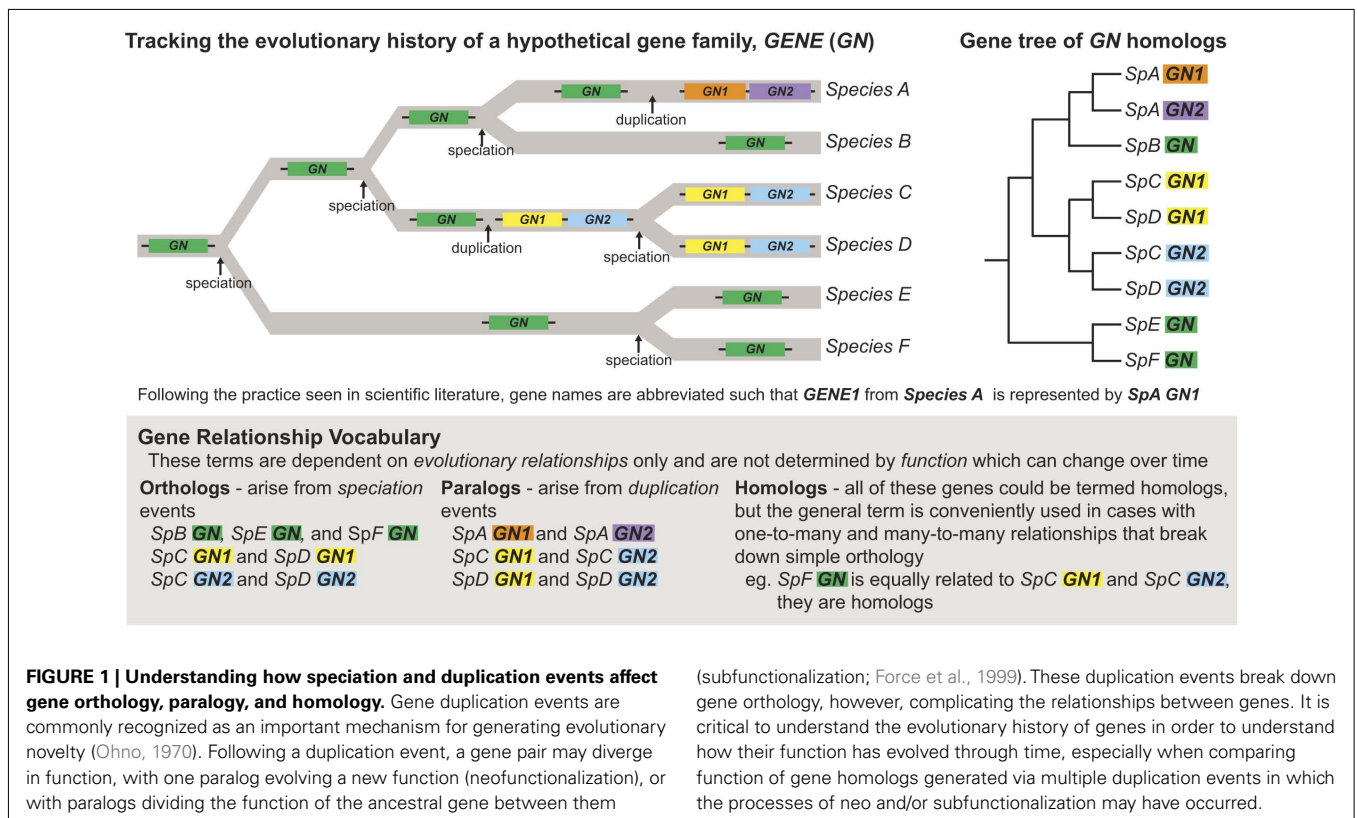 Tracking the evolutionary history of a hypothetical gene family, GENE (GN)
GN
GN1
GN2
Species A
duplication
GN
speciation
GN
Species B
GN
speciation
GN
duplication
GN1
GN2
speciation
GN1
GN2
Species C
GN1
GN2
Species D
GN
speciation
GN
speciation
GN
Species E
GN
Species F
Gene tree of GN homologs
SpA GN1
SpA GN2
SpB GN
SpC GN1
SpD GN1
SpC GN2
SpD GN2
SpE GN
SpF GN
Following the practice seen in scientific literature, gene names are abbreviated such that GENE1 from Species A is represented by SpA GN1
Gene Relationship Vocabulary
These terms are dependent on evolutionary relationships only and are not determined by function which can change over time
Orthologs - arise from speciation
events
SpB GN, SpE GN, and SpF GN
SpC GN1 and SpD GN1
SpC GN2 and SpD GN2
Paralogs - arise from duplication
events
SpA GN1 and SpA GN2
SpC GN1 and SpC GN2
SpD GN1 and SpD GN2
Homologs - all of these genes could be termed homologs,
but the general term is conveniently used in cases with
one-to-many and many-to-many relationships that break
down simple orthology
eg. SpF GN is equally related to SpC GN1 and SpC GN2,
they are homologs
FIGURE 1 | Understanding how speciation and duplication events affect
gene orthology, paralogy, and homology. Gene duplication events are
commonly recognized as an important mechanism for generating evolutionary
novelty (Ohno, 1970). Following a duplication event, a gene pair may diverge
in function, with one paralog evolving a new function (neofunctionalization), or
with paralogs dividing the function of the ancestral gene between them
(subfunctionalization; Force et al., 1999). These duplication events break down
gene orthology, however, complicating the relationships between genes. It is
critical to understand the evolutionary history of genes in order to understand
how their function has evolved through time, especially when comparing
function of gene homologs generated via multiple duplication events in which
the processes of neo and/or subfunctionalization may have occurred.